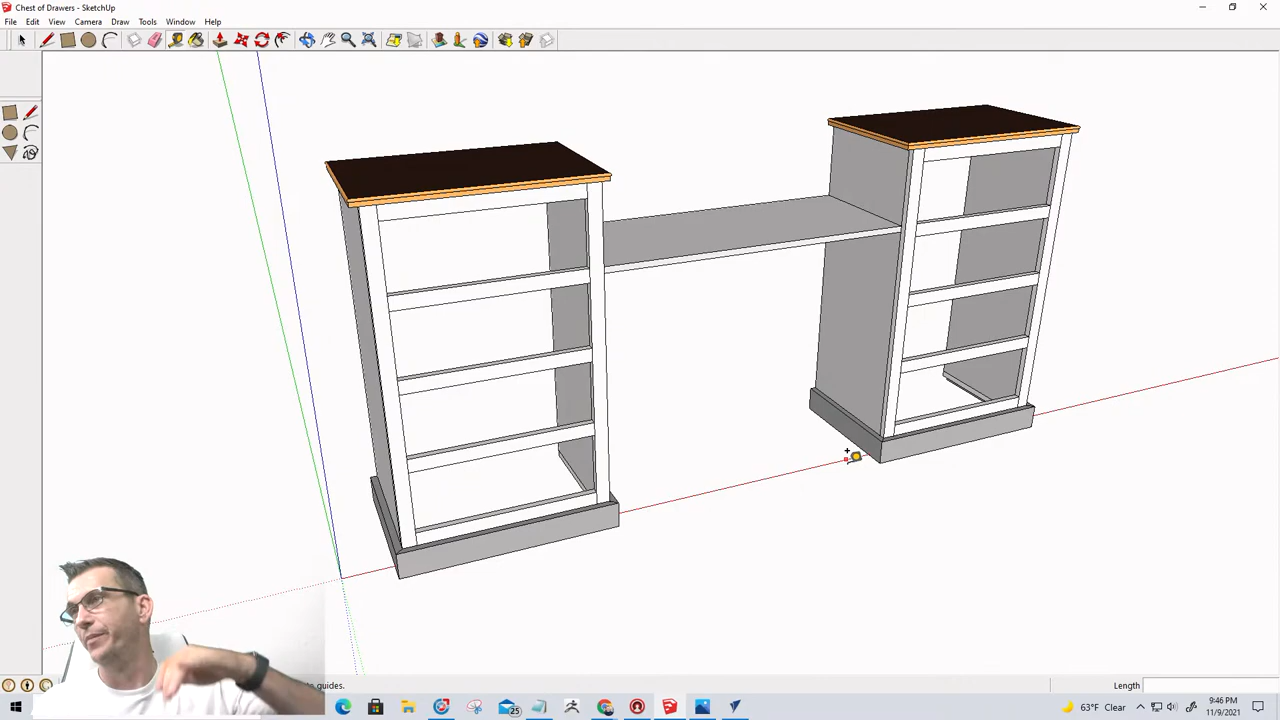 Chest of Drawers - SketchUp
File Edit View Camera Draw Tools Window Help
guides.
Length
25
63°F Clear
9:46 PM
11/9/2021